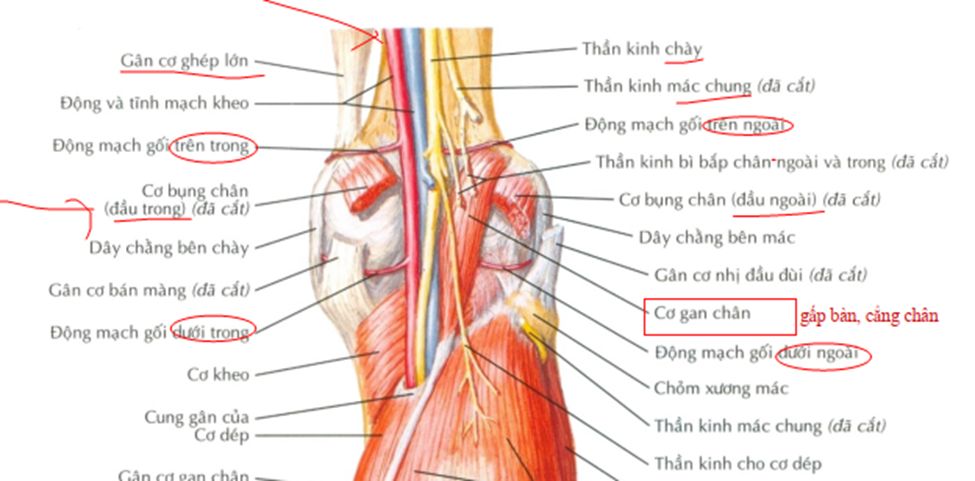 Gân cơ ghép lớn
Động và tĩnh mạch kheo
Động mạch gối trên trong
Cơ bụng chân
(đầu trong) (đã cắt)
Dây chằng bên chày
Gân cơ bán màng (đã cắt)
Động mạch gối dưới trong
Cơ kheo
Cung gân của
Cơ dép
Gân cơ gan chân
Thần kinh chày
Thần kinh mác chung (đã cắt)
Động mạch gối trên ngoài
Thần kinh bì bắp chân ngoài và trong (đã cắt)
Cơ bụng chân (đầu ngoài) (đã cắt)
Dây chằng bên mác
Gân cơ nhị đầu đùi (đã cắt)
Cơ gan chân gấp bàn, cẳng chân
Động mạch gối dưới ngoài
Chỏm xương mác
Thần kinh mác chung (đã cắt)
Thần kinh cho cơ dép